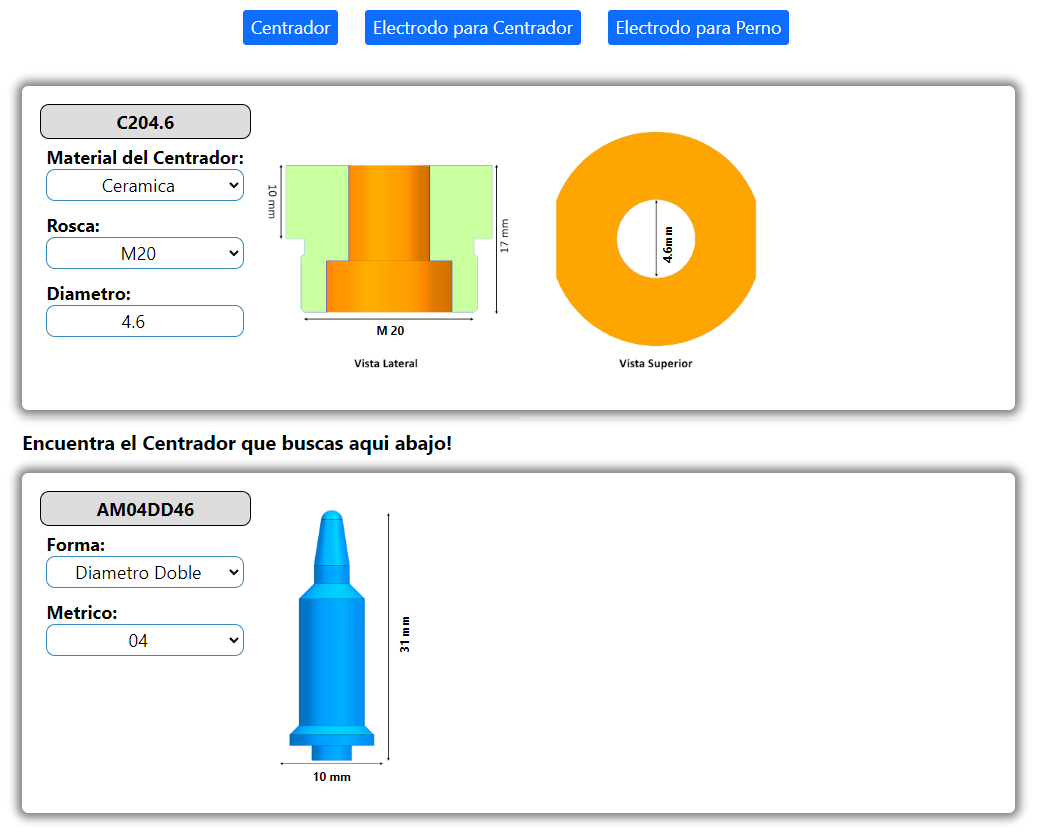 Centrador
Electrodo para Centrador
Electrodo para Perno
C204.6
Material del Centrador:
Ceramica
Rosca:
M20
Diametro:
4.6
10 mm
17 mm
M 20
Vista Lateral
4.6mm
Vista Superior
Encuentra el Centrador que buscas aqui abajo!
AM04DD46
Forma:
Diametro Doble
Metrico:
04
31 mm
10 mm